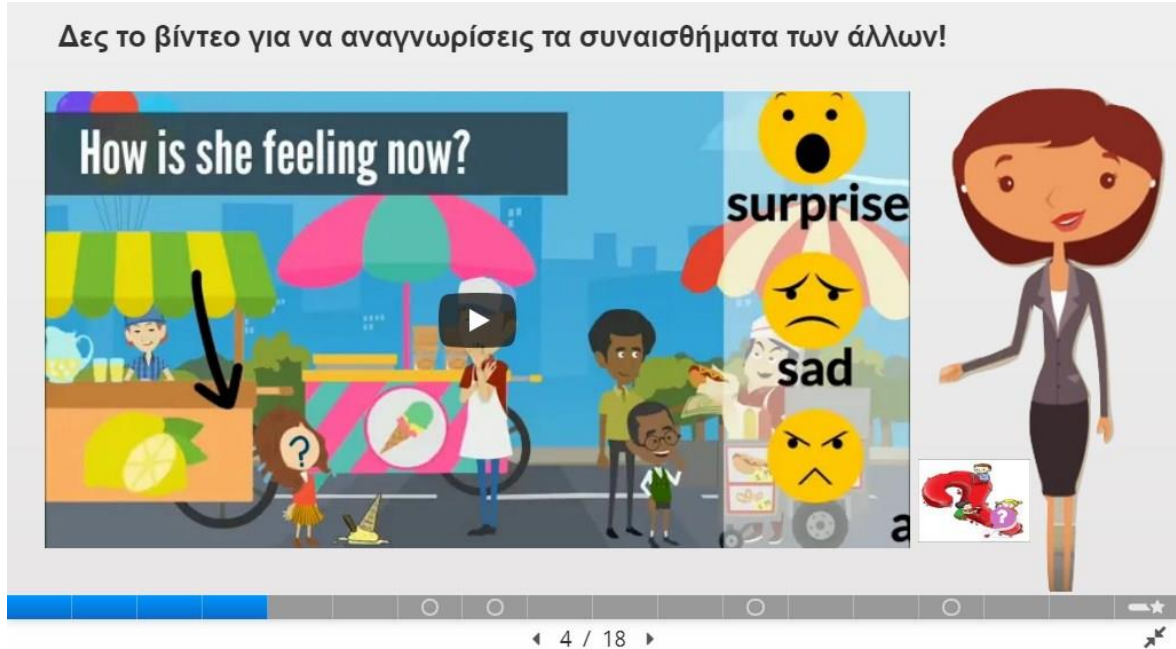 Δες το βίντεο για να αναγνωρίσεις τα συναισθήματα των άλλων!
How is she feeling now?
surprise
sad
?
a
?
4 / 18